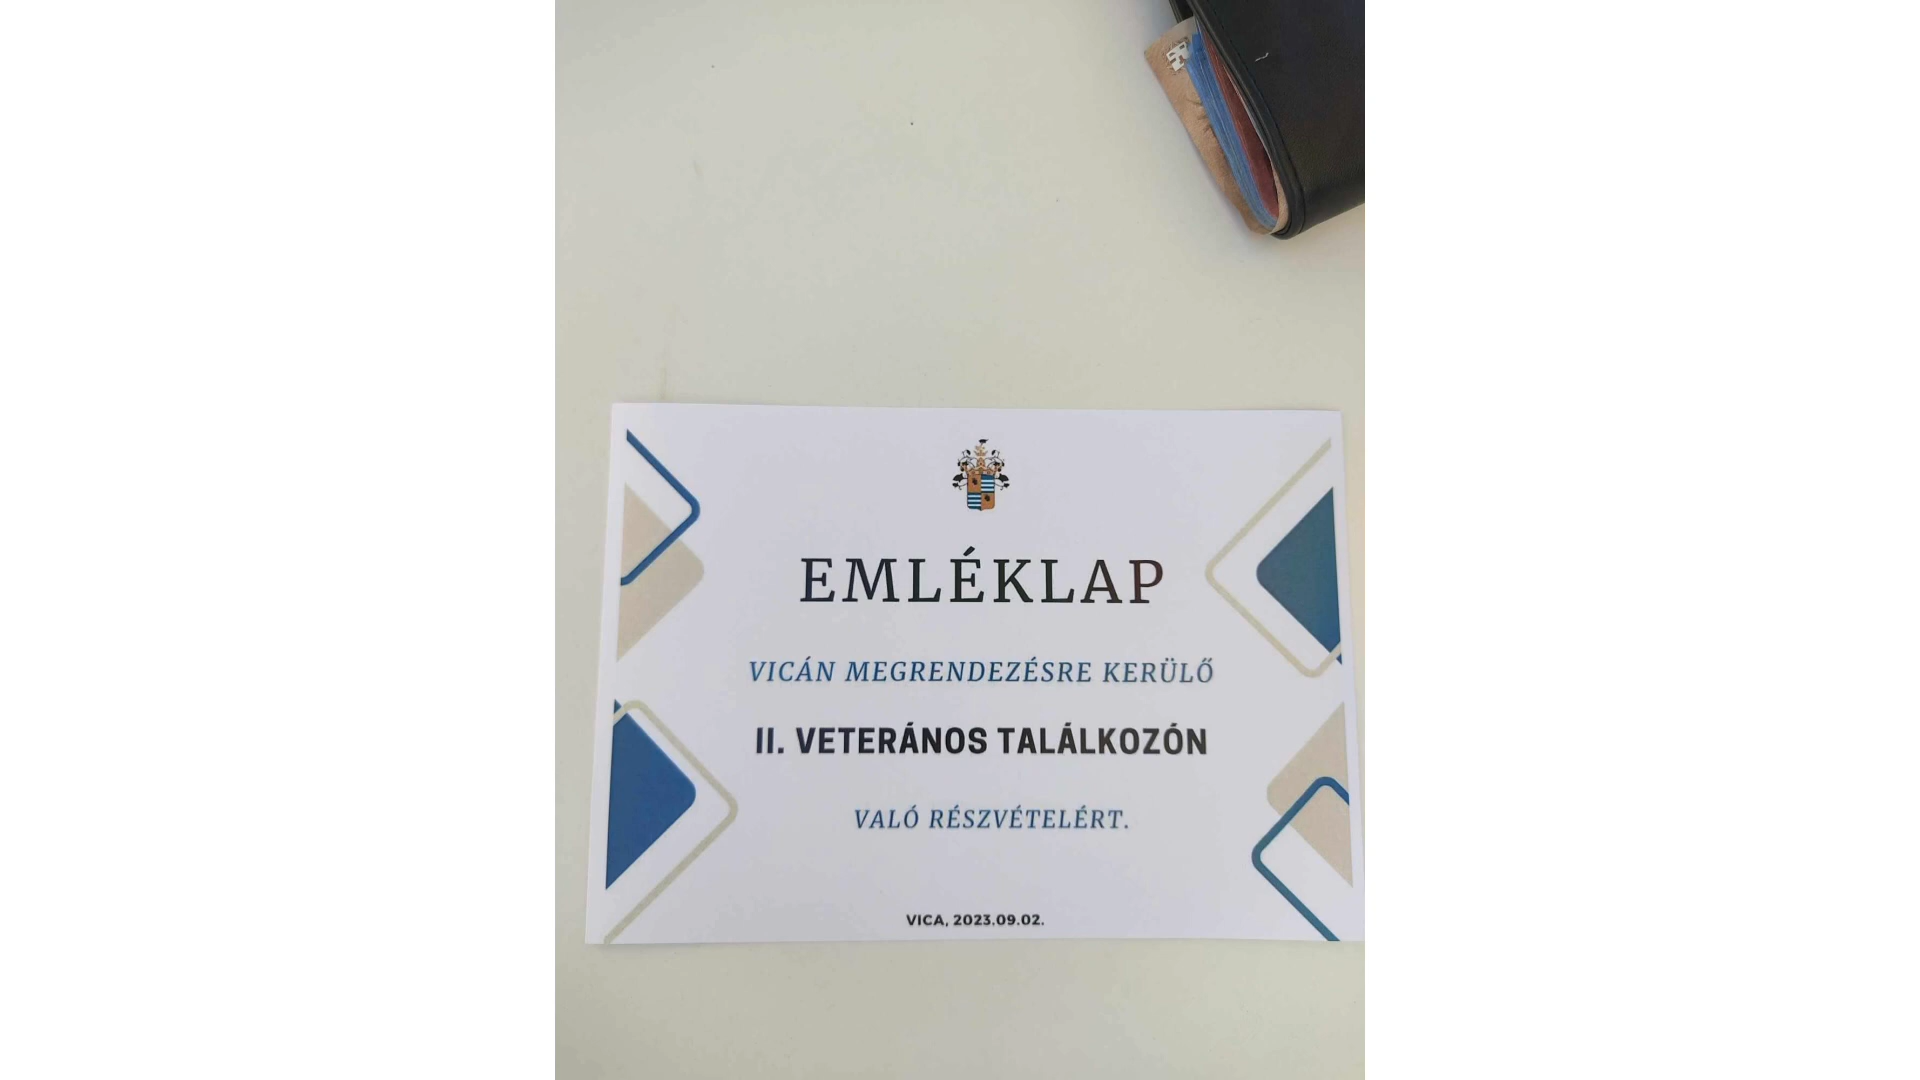 EMLÉKLAP
VICÁN MEGRENDEZÉSRE KERÜLŐ
II. VETERÁNOS TALÁLKOZÓN
VALÓ RÉSZVÉTELÉRT.
VICA, 2023.09.02.